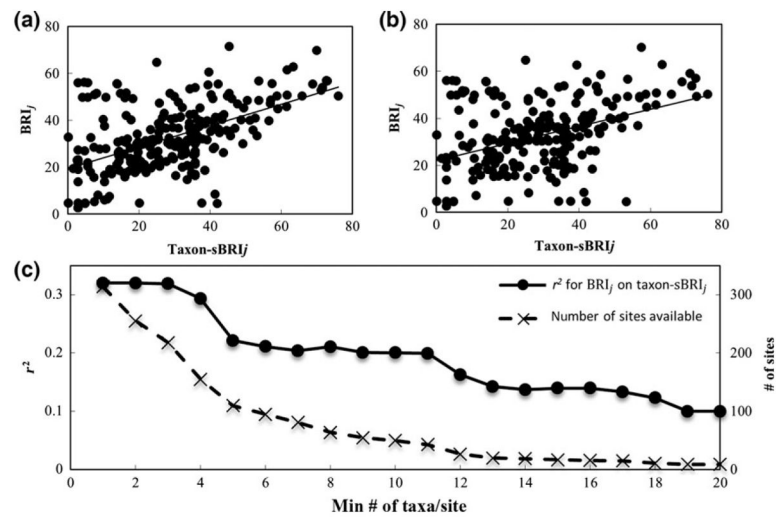 (a)
80
60
40
20
0
BRIj
0 20 40 60 80
Taxon-sBRIj
(b)
80
60
40
20
0
BRIj
0 20 40 60 80
Taxon-sBRIj
(c)
0.3
0.2
0.1
0
r²
r² for BRIj on taxon-sBRIj
Number of sites available
300
200
100
0
# of sites
0 2 4 6 8 10 12 14 16 18 20
Min # of taxa/site